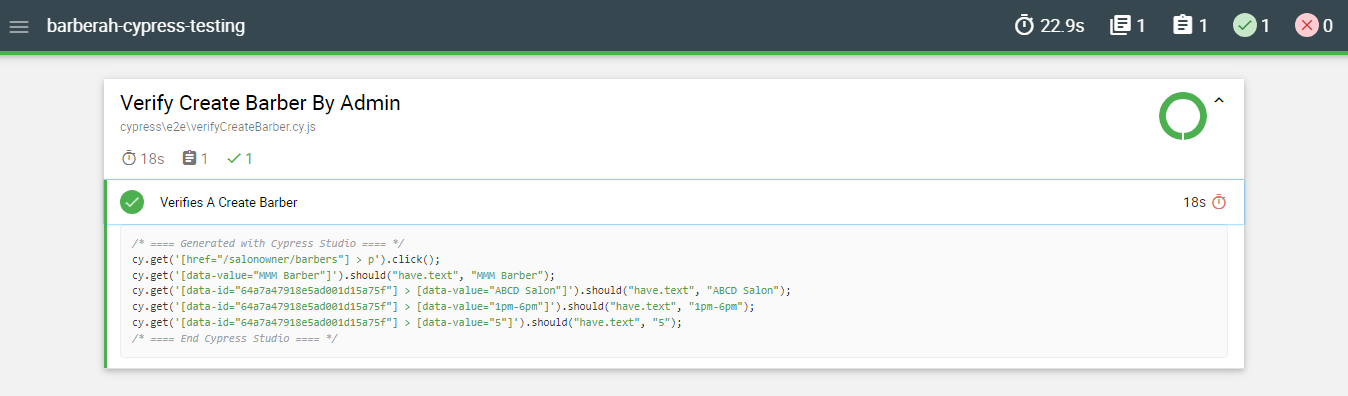 barberah-cypress-testing 22.9s 1 1 1 0
Verify Create Barber By Admin
cypress\e2e\verifyCreateBarber.cy.js
18s 1 1
Verifies A Create Barber 18s
/* ==== Generated with Cypress Studio ==== */
cy.get('[href="/salonowner/barbers"] > p').click();
cy.get('[data-value="MMM Barber"]').should("have.text", "MMM Barber");
cy.get('[data-id="64a7a47918e5ad001d15a75f"] > [data-value="ABCD Salon"]').should("have.text", "ABCD Salon");
cy.get('[data-id="64a7a47918e5ad001d15a75f"] > [data-value="1pm-6pm"]').should("have.text", "1pm-6pm");
cy.get('[data-id="64a7a47918e5ad001d15a75f"] > [data-value="5"]').should("have.text", "5");
/* ==== End Cypress Studio ==== */